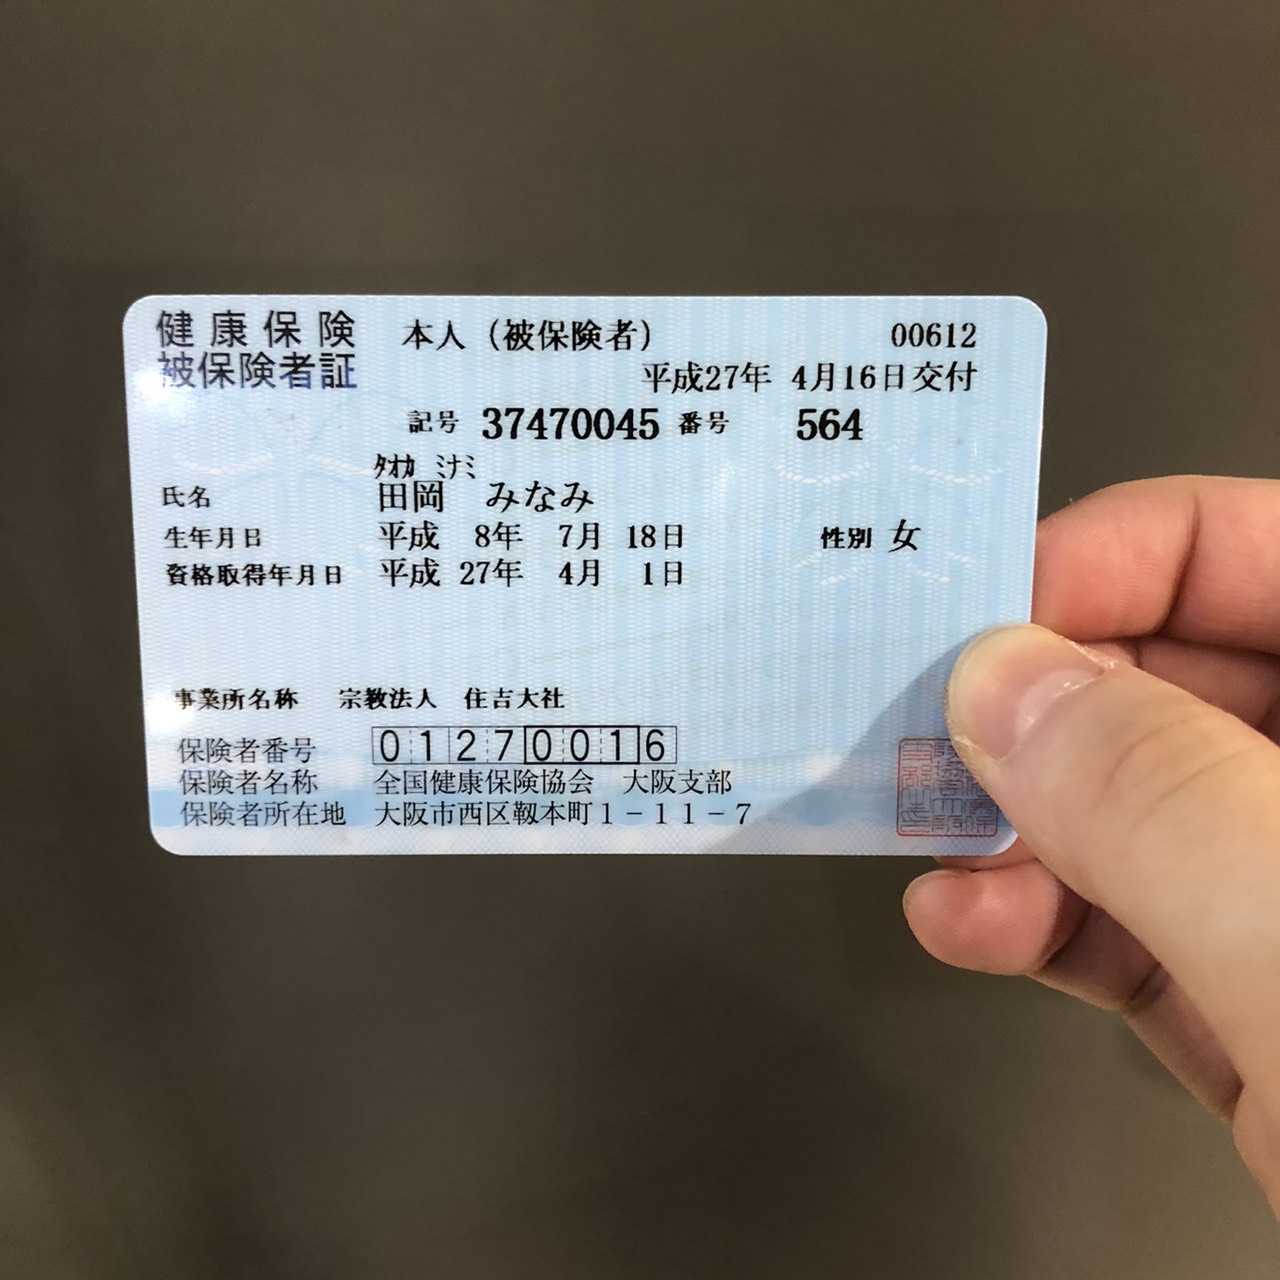 健康保険 本人（被保険者） 00612
被保険者証 平成27年 4月16日交付
記号 37470045 番号 564
ﾀｵｶ ﾐﾅﾐ
氏名 田岡 みなみ
生年月日 平成 8年 7月 18日 性別 女
資格取得年月日 平成 27年 4月 1日
事業所名称 宗教法人 住吉大社
保険者番号 01270016
保険者名称 全国健康保険協会 大阪支部
保険者所在地 大阪市西区靱本町1－11－7